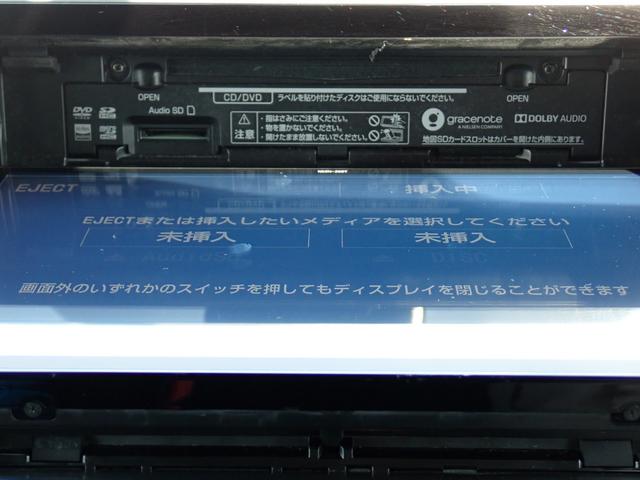 OPEN
OPEN
CD/DVD ラベルを貼り付けたディスクはご使用にならないでください。
DVD
Audio SD
注意
・指はさみにご注意ください。
・物を置かないでください。
・開けたまま放置しないでください。
gracenote
A NIELSEN COMPANY
DOLBY AUDIO
地図SDカードスロットはカバーを開けた内側にあります。
EJECT
挿入中
EJECTまたは挿入したいメディアを選択してください
未挿入
未挿入
AudioSD
DISC
画面外のいずれかのスイッチを押してもディスプレイを閉じることができます